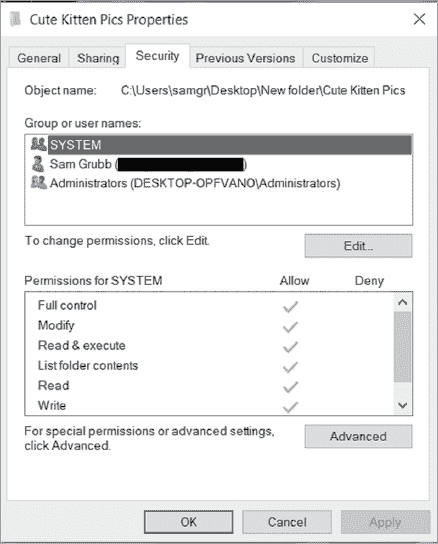 Cute Kitten Pics Properties
General Sharing Security Previous Versions Customize
Object name: C:\Users\samgr\Desktop\New folder\Cute Kitten Pics
Group or user names:
SYSTEM
Sam Grubb ( )
Administrators (DESKTOP-OPFVANO\Administrators)
To change permissions, click Edit. Edit...
Permissions for SYSTEM Allow Deny
Full control
Modify
Read & execute
List folder contents
Read
Write
For special permissions or advanced settings, Advanced
click Advanced.
OK Cancel Apply